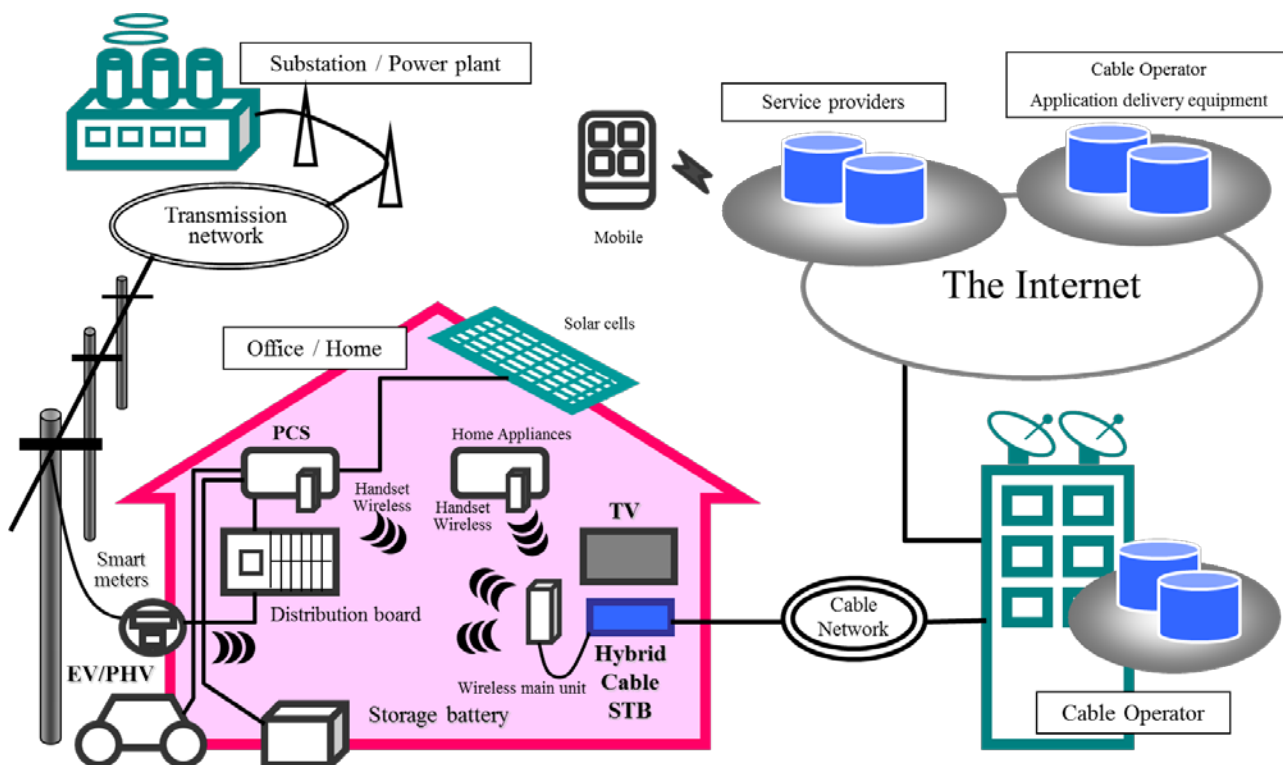 Substation / Power plant
Cable Operator
Application delivery equipment
Service providers
Transmission
network
Mobile
The Internet
Solar cells
Office / Home
PCS
Home Appliances
Handset
Wireless
Handset
Wireless
TV
Smart
meters
Distribution board
Cable
Network
EV/PHV
Hybrid
Cable
STB
Wireless main unit
Storage battery
Cable Operator